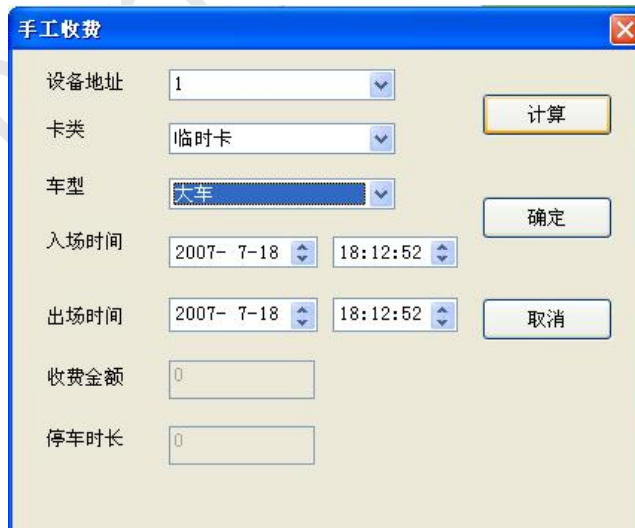 手工收费
设备地址 1
计算
卡类 临时卡
车型 大车
确定
入场时间 2007- 7-18 18:12:52
出场时间 2007- 7-18 18:12:52
取消
收费金额 0
停车时长 0